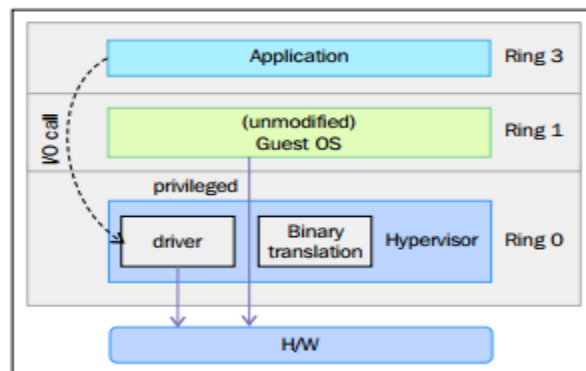 Application
Ring 3
I/O call
(unmodified)
Guest OS
Ring 1
privileged
driver
Binary
translation
Hypervisor
Ring 0
H/W